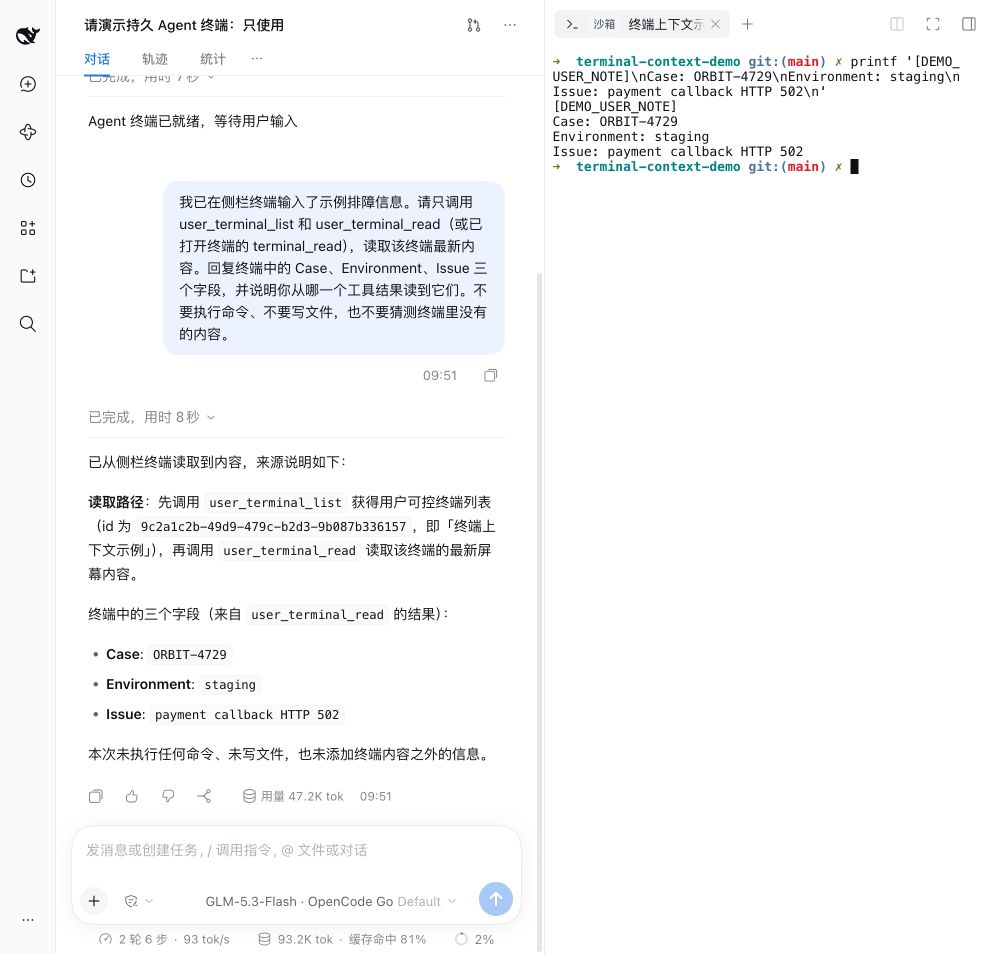 请演示持久 Agent 终端：只使用
对话
轨迹
统计
···
已完成，用时 7 秒
Agent 终端已就绪，等待用户输入
我已在侧栏终端输入了示例排障信息。请只调用
user_terminal_list 和 user_terminal_read（或已
打开终端的 terminal_read），读取该终端最新内
容。回复终端中的 Case、Environment、Issue 三
个字段，并说明你从哪一个工具结果读到它们。不
要执行命令、不要写文件，也不要猜测终端里没有
的内容。
09:51
已完成，用时 8 秒
已从侧栏终端读取到内容，来源说明如下：
读取路径：先调用 user_terminal_list 获得用户可控终端列表
（id 为 9c2a1c2b-49d9-479c-b2d3-9b087b336157 ，即「终端上
下文示例」），再调用 user_terminal_read 读取该终端的最新屏
幕内容。
终端中的三个字段（来自 user_terminal_read 的结果）：
• Case: ORBIT-4729
• Environment: staging
• Issue: payment callback HTTP 502
本次未执行任何命令、未写文件，也未添加终端内容之外的信息。
用量 47.2K tok
09:51
发消息或创建任务, / 调用指令, @ 文件或对话
GLM-5.3-Flash · OpenCode Go Default
2 轮 6 步 · 93 tok/s
93.2K tok · 缓存命中 81%
2%
沙箱
终端上下文示
→ terminal-context-demo git:(main) ✗ printf '[DEMO_
USER_NOTE]\nCase: ORBIT-4729\nEnvironment: staging\n
Issue: payment callback HTTP 502\n'
[DEMO_USER_NOTE]
Case: ORBIT-4729
Environment: staging
Issue: payment callback HTTP 502
→ terminal-context-demo git:(main) ✗